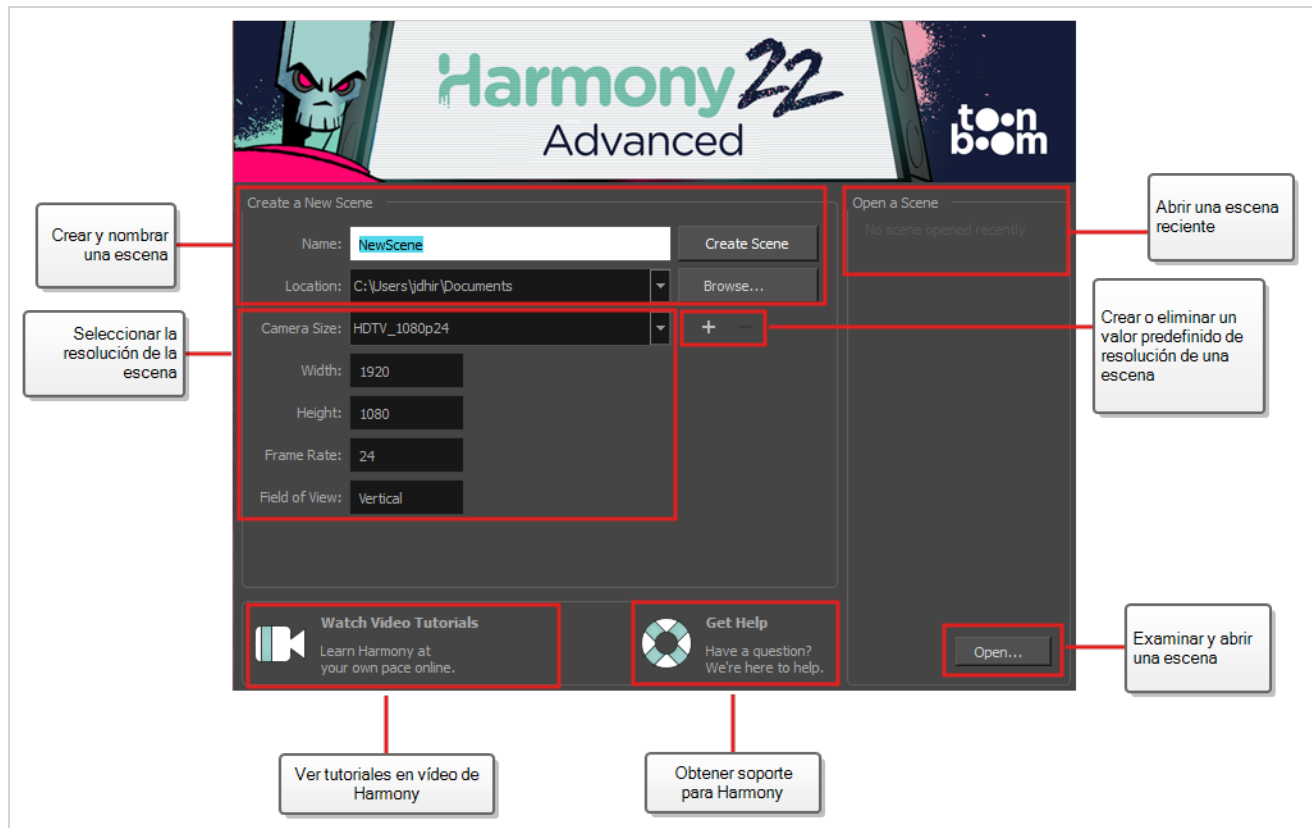 Harmony 22
Advanced
toon
boom
Create a New Scene
Name:
NewScene
Create Scene
Location:
C:\Users\jdhir\Documents
Browse...
Camera Size:
HDTV_1080p24
+ −
Width:
1920
Height:
1080
Frame Rate:
24
Field of View:
Vertical
Open a Scene
No scene opened recently
Watch Video Tutorials
Learn Harmony at
your own pace online.
Get Help
Have a question?
We're here to help.
Open...
Crear y nombrar
una escena
Seleccionar la
resolución de la
escena
Abrir una escena
reciente
Crear o eliminar un
valor predefinido de
resolución de una
escena
Examinar y abrir
una escena
Ver tutoriales en vídeo de
Harmony
Obtener soporte
para Harmony